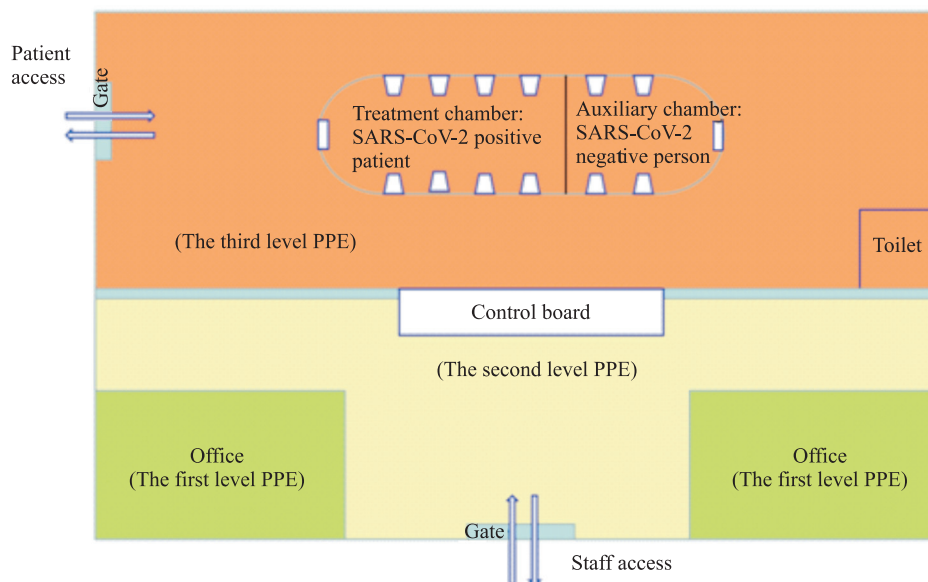 Patient
access
Gate
Treatment chamber:
SARS-CoV-2 positive
patient
Auxiliary chamber:
SARS-CoV-2
negative person
(The third level PPE)
Toilet
Control board
(The second level PPE)
Office
(The first level PPE)
Office
(The first level PPE)
Gate
Staff access